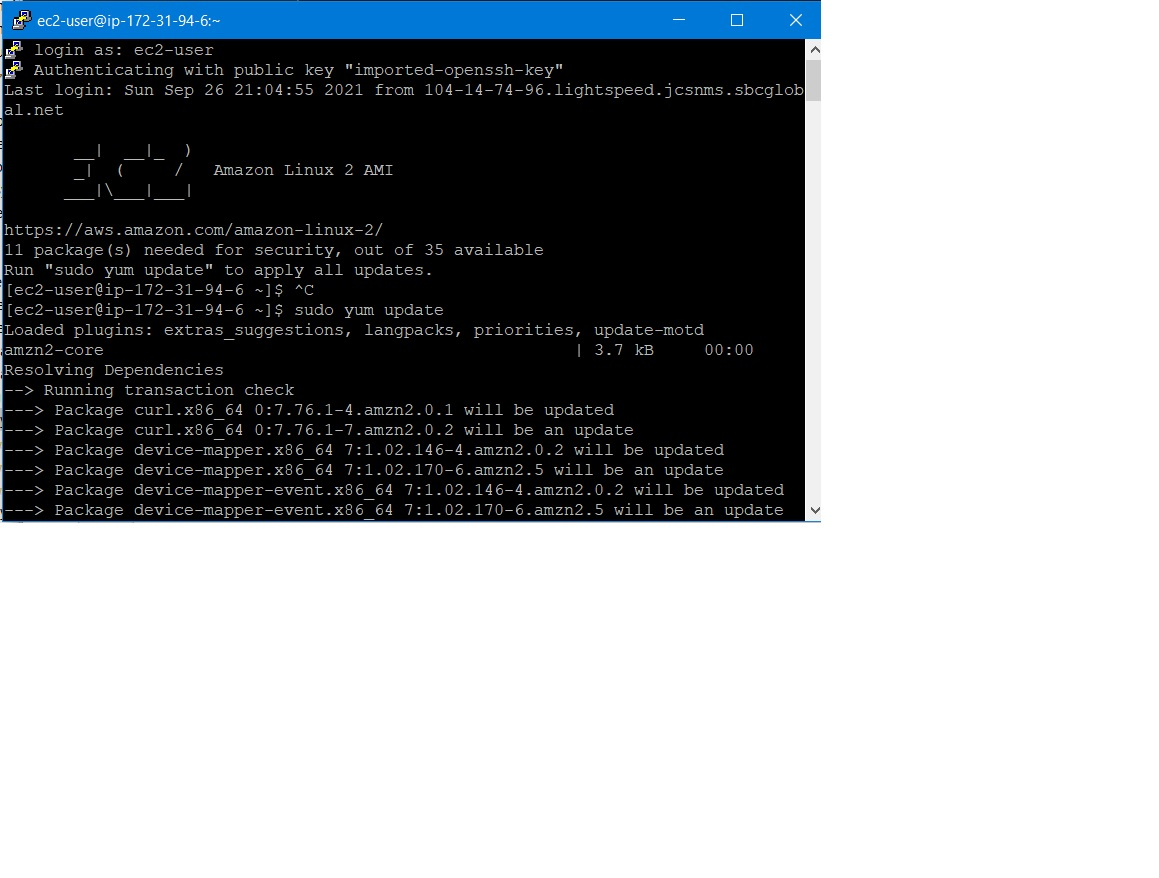 ec2-user@ip-172-31-94-6:~
login as: ec2-user
Authenticating with public key "imported-openssh-key"
Last login: Sun Sep 26 21:04:55 2021 from 104-14-74-96.lightspeed.jcsnms.sbcglob
al.net
__|  __|_  )
_|  (     /   Amazon Linux 2 AMI
___|\___|___|
https://aws.amazon.com/amazon-linux-2/
11 package(s) needed for security, out of 35 available
Run "sudo yum update" to apply all updates.
[ec2-user@ip-172-31-94-6 ~]$ ^C
[ec2-user@ip-172-31-94-6 ~]$ sudo yum update
Loaded plugins: extras_suggestions, langpacks, priorities, update-motd
amzn2-core | 3.7 kB 00:00
Resolving Dependencies
--> Running transaction check
---> Package curl.x86_64 0:7.76.1-4.amzn2.0.1 will be updated
---> Package curl.x86_64 0:7.76.1-7.amzn2.0.2 will be an update
---> Package device-mapper.x86_64 7:1.02.146-4.amzn2.0.2 will be updated
---> Package device-mapper.x86_64 7:1.02.170-6.amzn2.5 will be an update
---> Package device-mapper-event.x86_64 7:1.02.146-4.amzn2.0.2 will be updated
---> Package device-mapper-event.x86_64 7:1.02.170-6.amzn2.5 will be an update